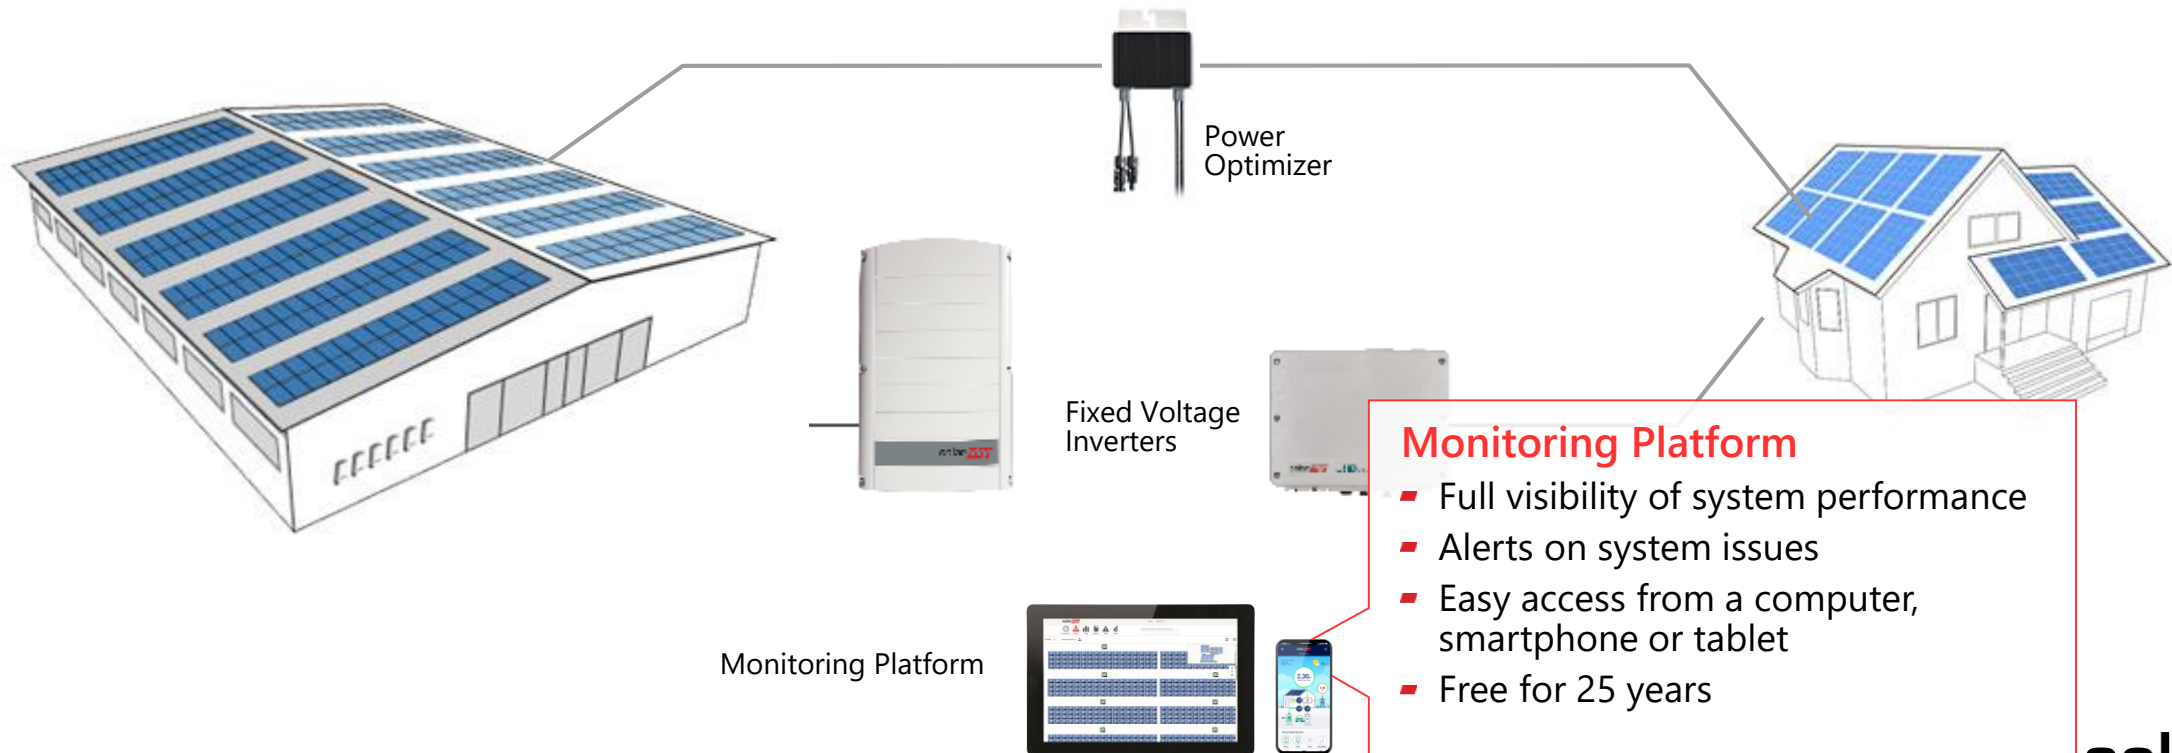 Power
Optimizer
Fixed Voltage
Inverters
Monitoring Platform
Full visibility of system performance
Alerts on system issues
Easy access from a computer,
smartphone or tablet
Free for 25 years
Monitoring Platform